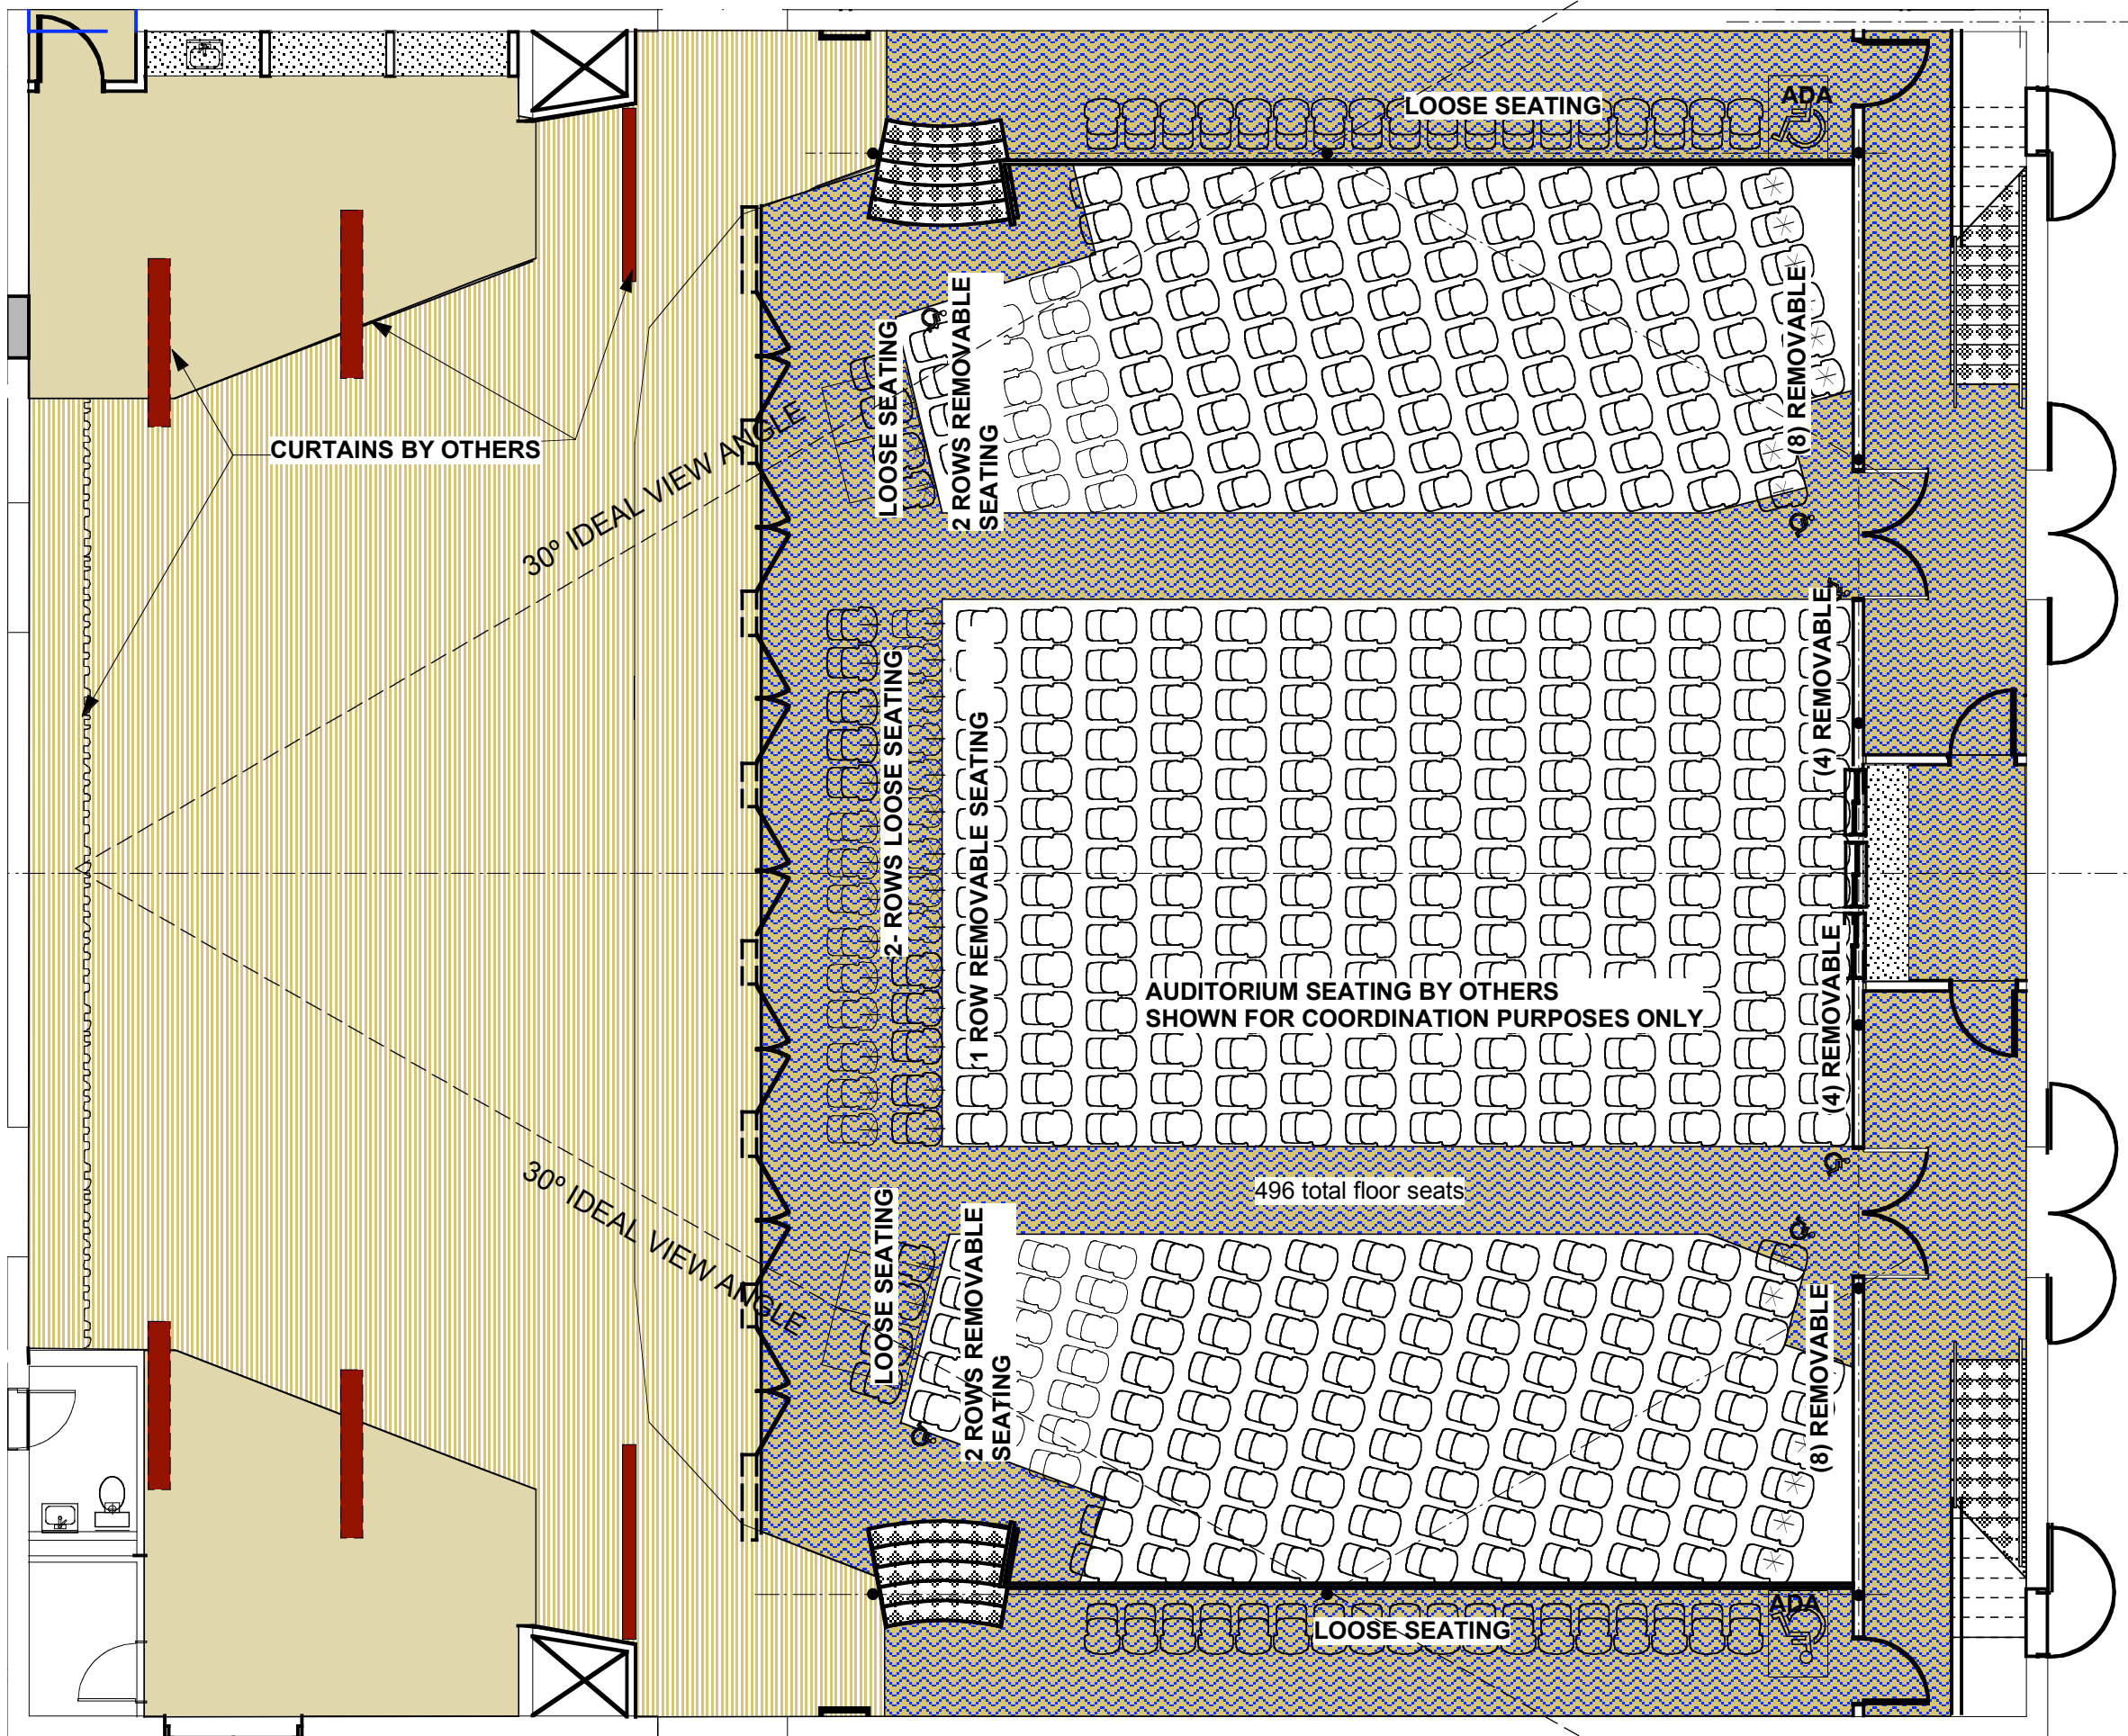 LOOSE SEATING
ADA
2 ROWS REMOVABLE
SEATING
LOOSE SEATING
(8) REMOVABLE
CURTAINS BY OTHERS
30º IDEAL VIEW ANGLE
(4) REMOVABLE
2- ROWS LOOSE SEATING
1 ROW REMOVABLE SEATING
AUDITORIUM SEATING BY OTHERS
SHOWN FOR COORDINATION PURPOSES ONLY
(4) REMOVABLE
30º IDEAL VIEW ANGLE
496 total floor seats
LOOSE SEATING
2 ROWS REMOVABLE
SEATING
(8) REMOVABLE
LOOSE SEATING
ADA